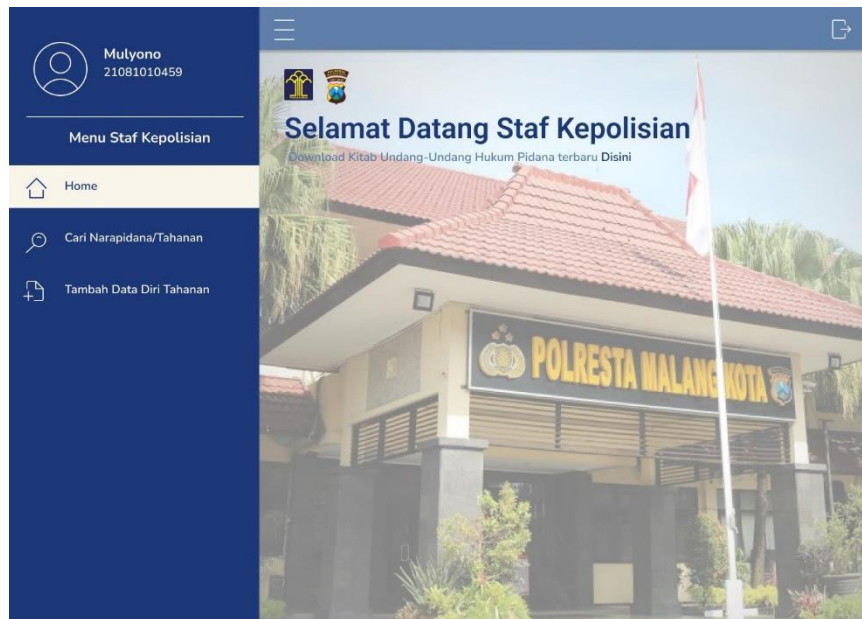 Mulyono
21081010459
Menu Staf Kepolisian
Home
Cari Narapidana/Tahanan
Tambah Data Diri Tahanan
Selamat Datang Staf Kepolisian
Download Kitab Undang-Undang Hukum Pidana terbaru Disini
POLRESTA MALANG KOTA